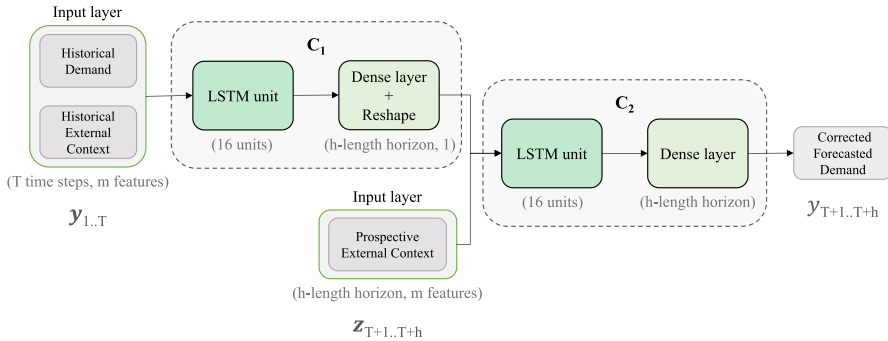 Input layer
Historical
Demand
Historical
External
Context
(T time steps, m features)
y1..T
C1
LSTM unit
(16 units)
Dense layer
+
Reshape
(h-length horizon, 1)
Input layer
Prospective
External Context
(h-length horizon, m features)
zT+1..T+h
C2
LSTM unit
(16 units)
Dense layer
(h-length horizon)
Corrected
Forecasted
Demand
yT+1..T+h